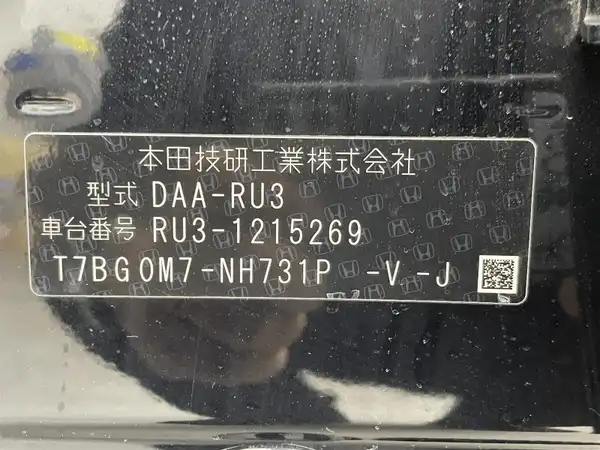 本田技研工業株式会社
型式 DAA-RU3
車台番号 RU3-1215269
T7BG0M7-NH731P -V -J